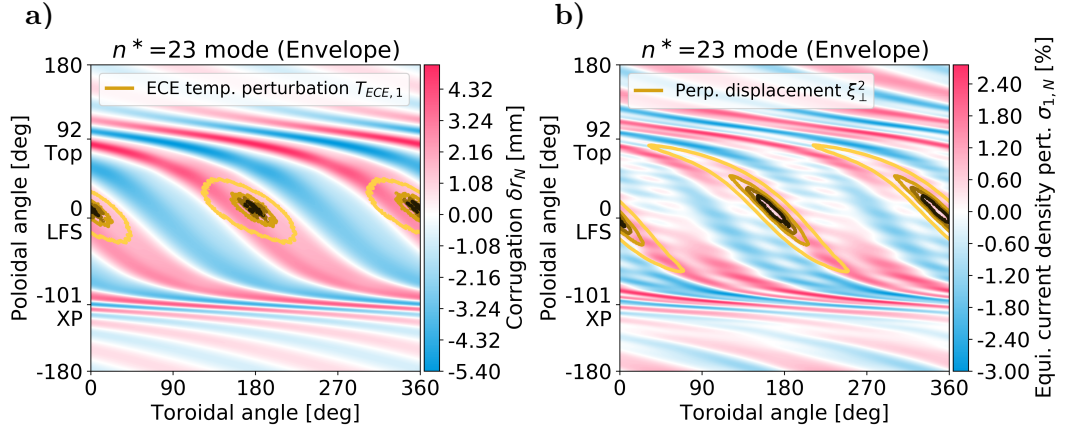 a)
n*=23 mode (Envelope)
ECE temp. perturbation T_ECE,1
Poloidal angle [deg]
180
92
Top
0
LFS
-101
XP
-180
0 90 180 270 360
Toroidal angle [deg]
4.32
3.24
2.16
1.08
0.00
-1.08
-2.16
-3.24
-4.32
-5.40
Corrugation δr_N [mm]
b)
n*=23 mode (Envelope)
Perp. displacement ξ²_⊥
Poloidal angle [deg]
180
92
Top
0
LFS
-101
XP
-180
0 90 180 270 360
Toroidal angle [deg]
2.40
1.80
1.20
0.60
0.00
-0.60
-1.20
-1.80
-2.40
-3.00
Equi. current density pert. σ_1,N [%]